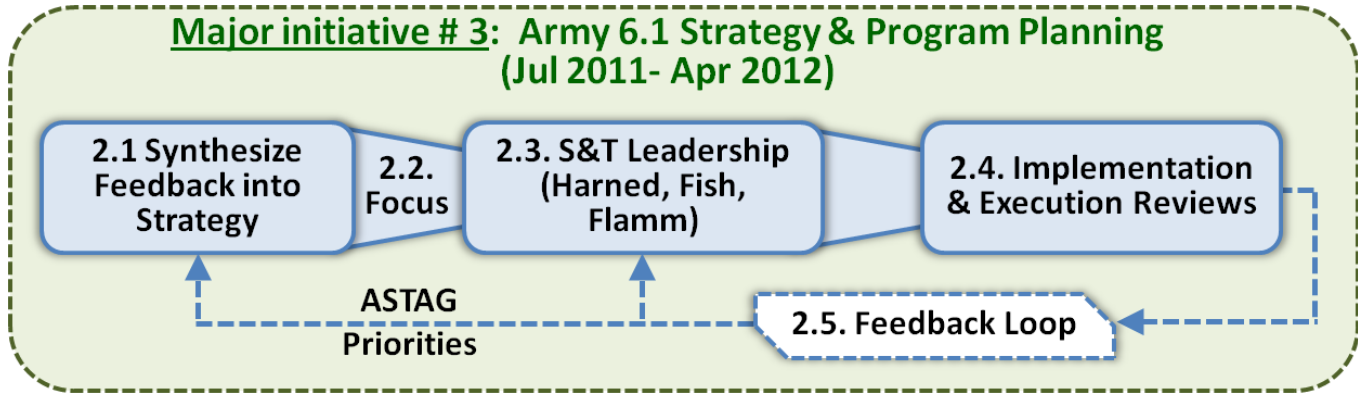 Major initiative # 3:  Army 6.1 Strategy & Program Planning
(Jul 2011- Apr 2012)
2.1 Synthesize
Feedback into
Strategy
2.2.
Focus
2.3. S&T Leadership
(Harned, Fish,
Flamm)
2.4. Implementation
& Execution Reviews
ASTAG
Priorities
2.5. Feedback Loop